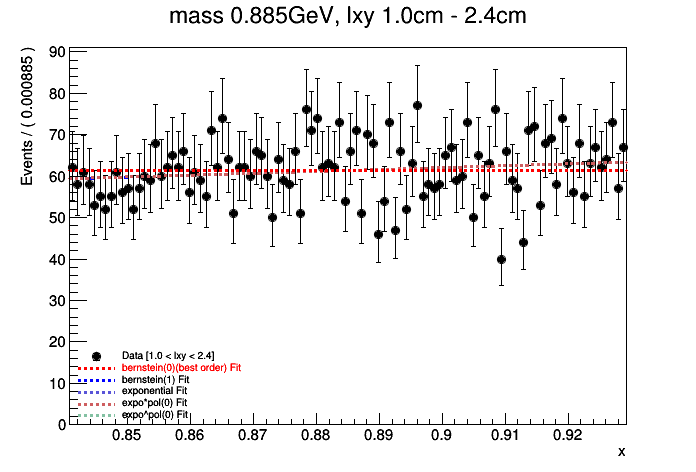 mass 0.885GeV, lxy 1.0cm - 2.4cm
Events / ( 0.000885 )
90
80
70
60
50
40
30
20
10
0
Data [1.0 < lxy < 2.4]
bernstein(0)(best order) Fit
bernstein(1) Fit
exponential Fit
expo*pol(0) Fit
expo^pol(0) Fit
0.85 0.86 0.87 0.88 0.89 0.9 0.91 0.92
x